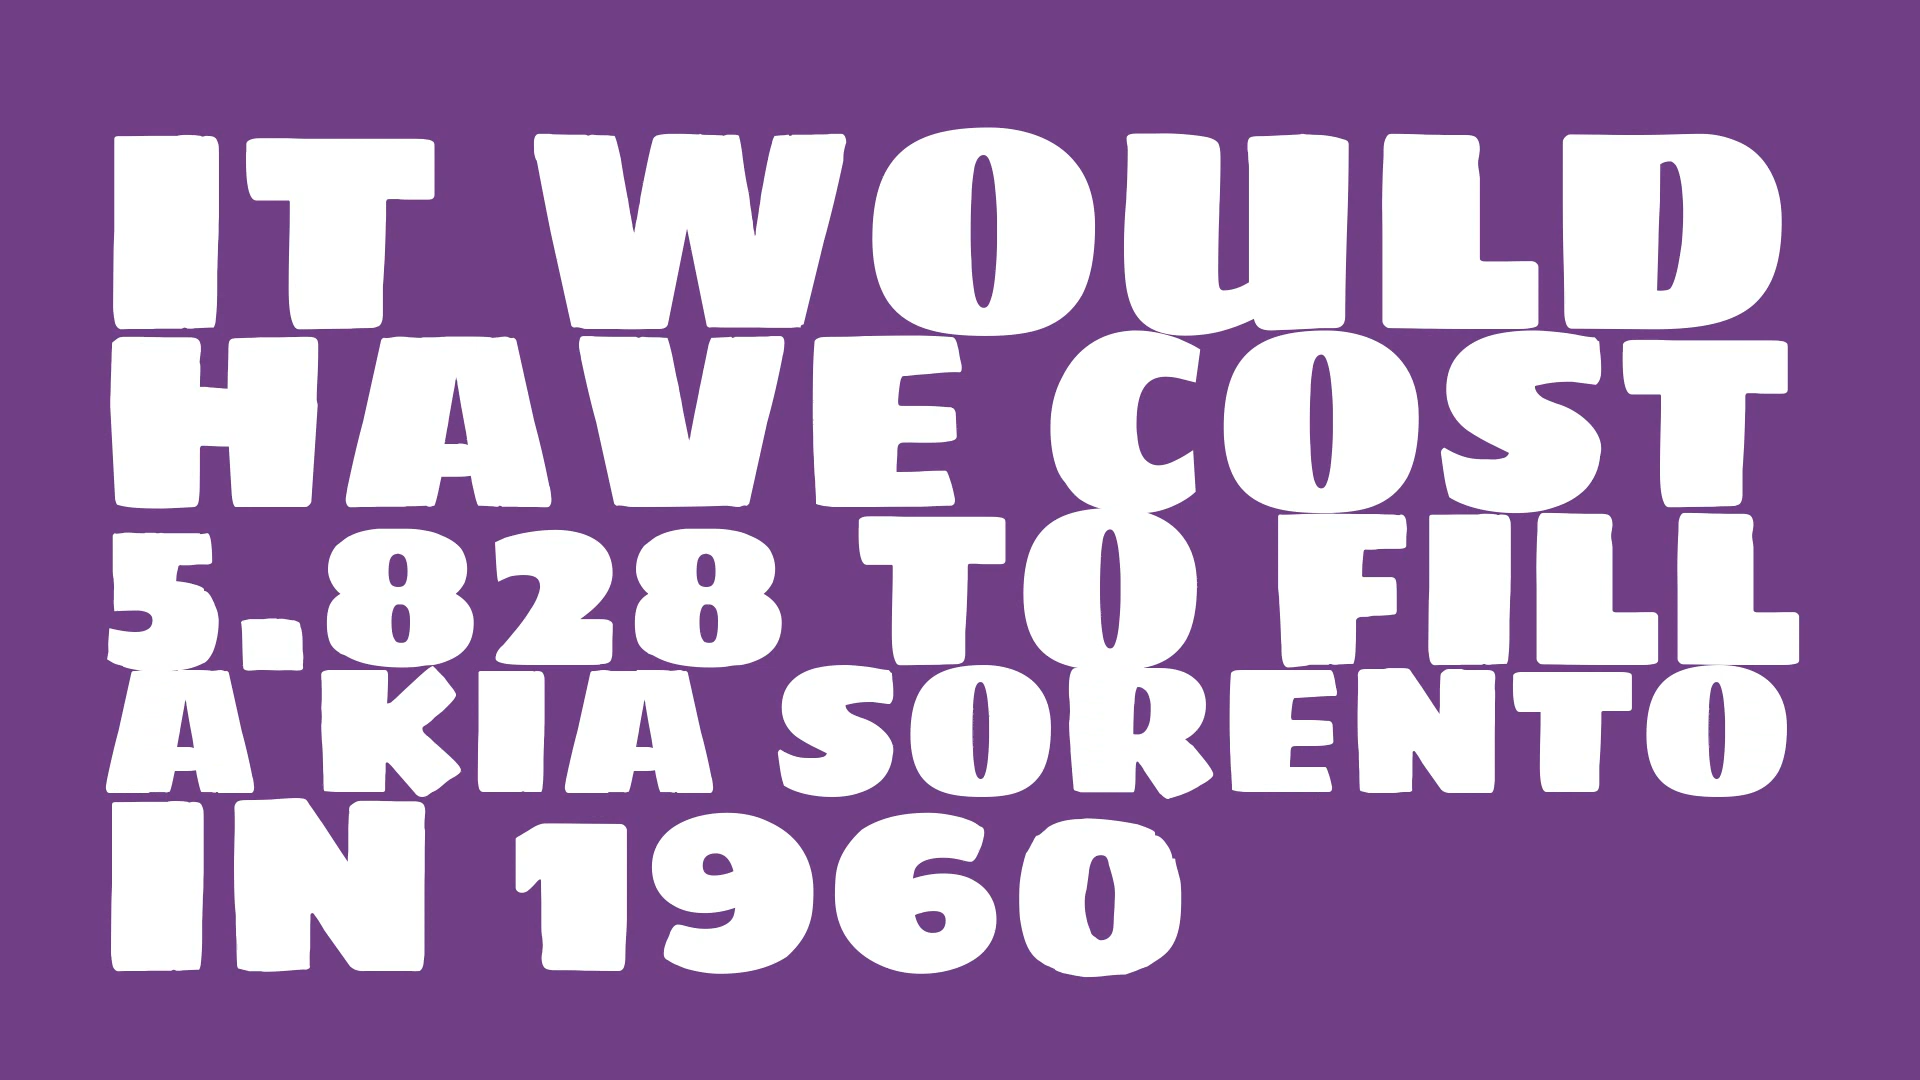 IT WOULD
HAVE COST
5.828 TO FILL
A KIA SORENTO
IN 1960